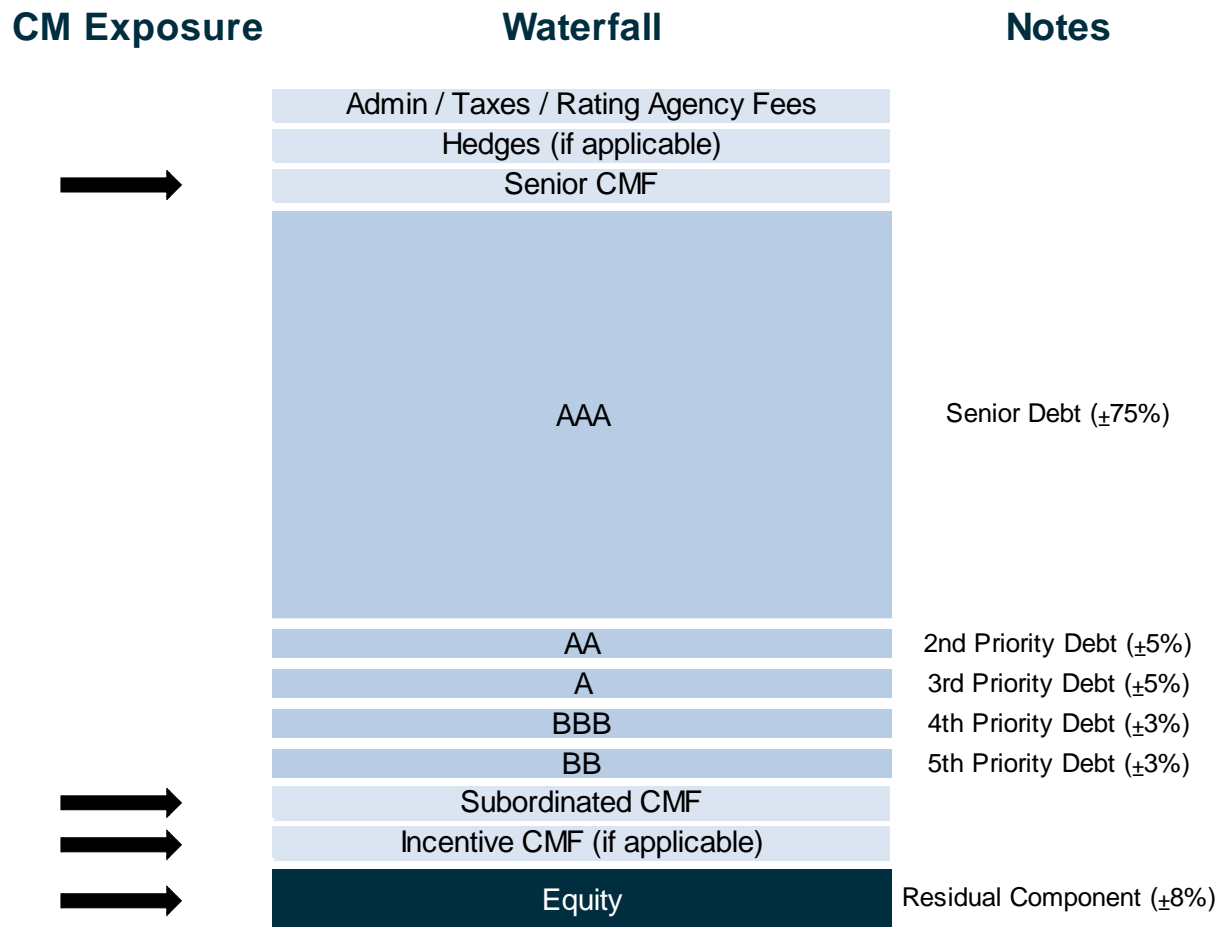 CM Exposure Waterfall Notes
Admin / Taxes / Rating Agency Fees
Hedges (if applicable)
Senior CMF
AAA Senior Debt (±75%)
AA 2nd Priority Debt (±5%)
A 3rd Priority Debt (±5%)
BBB 4th Priority Debt (±3%)
BB 5th Priority Debt (±3%)
Subordinated CMF
Incentive CMF (if applicable)
Equity Residual Component (±8%)